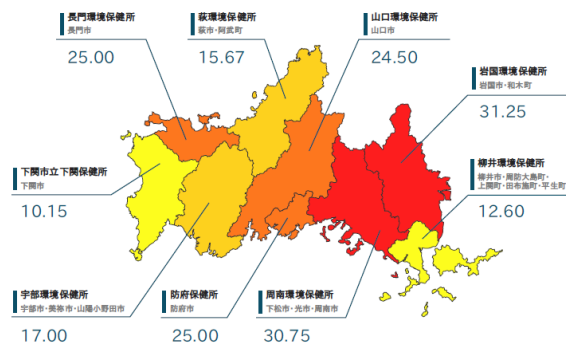 長門環境保健所
長門市
25.00
萩環境保健所
萩市・阿武町
15.67
山口環境保健所
山口市
24.50
岩国環境保健所
岩国市・和木町
31.25
下関市立下関保健所
下関市
10.15
柳井環境保健所
柳井市・周防大島町・
上関町・田布施町・平生町
12.60
宇部環境保健所
宇部市・美祢市・山陽小野田市
17.00
防府保健所
防府市
25.00
周南環境保健所
下松市・光市・周南市
30.75